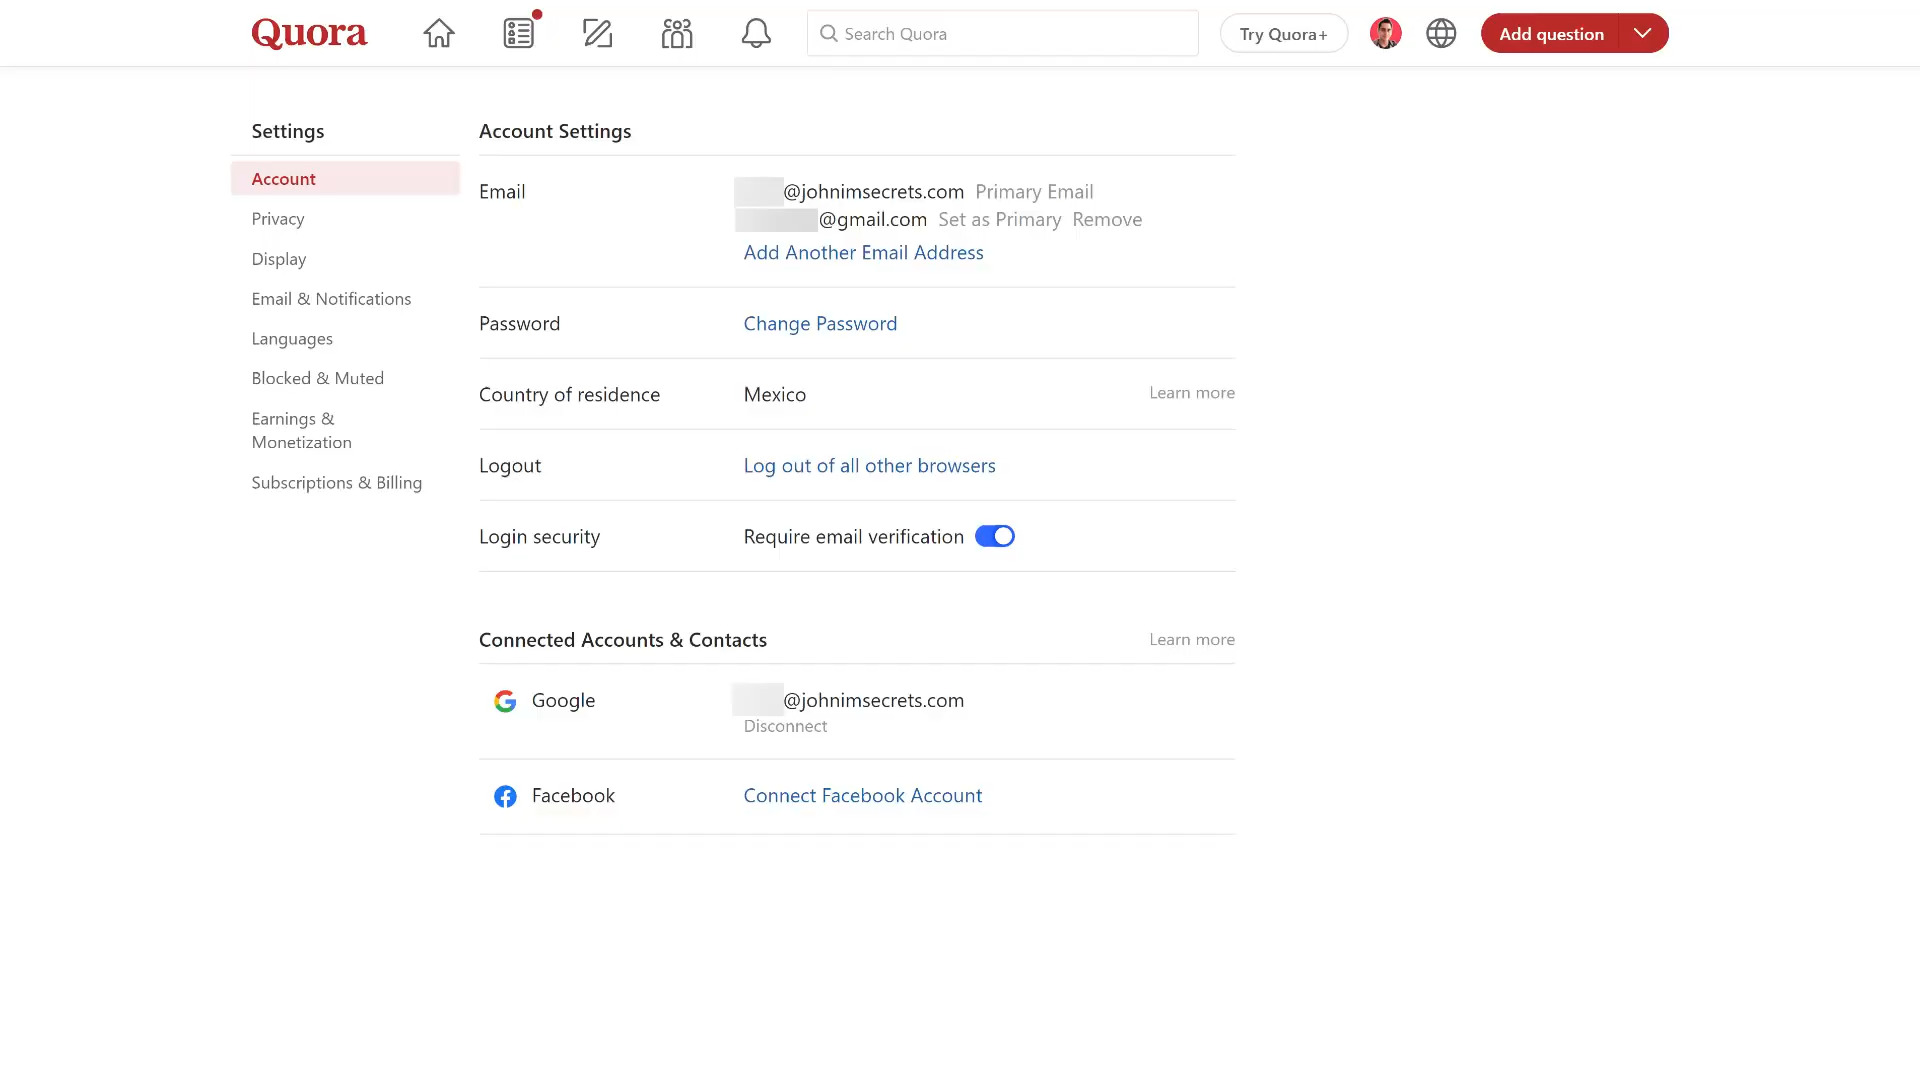 Quora
Search Quora
Try Quora+
Add question
Settings
Account
Privacy
Display
Email & Notifications
Languages
Blocked & Muted
Earnings &
Monetization
Subscriptions & Billing
Account Settings
Email
@johnimsecrets.com Primary Email
@gmail.com Set as Primary Remove
Add Another Email Address
Password Change Password
Country of residence Mexico Learn more
Logout Log out of all other browsers
Login security Require email verification
Connected Accounts & Contacts Learn more
Google @johnimsecrets.com
Disconnect
Facebook Connect Facebook Account